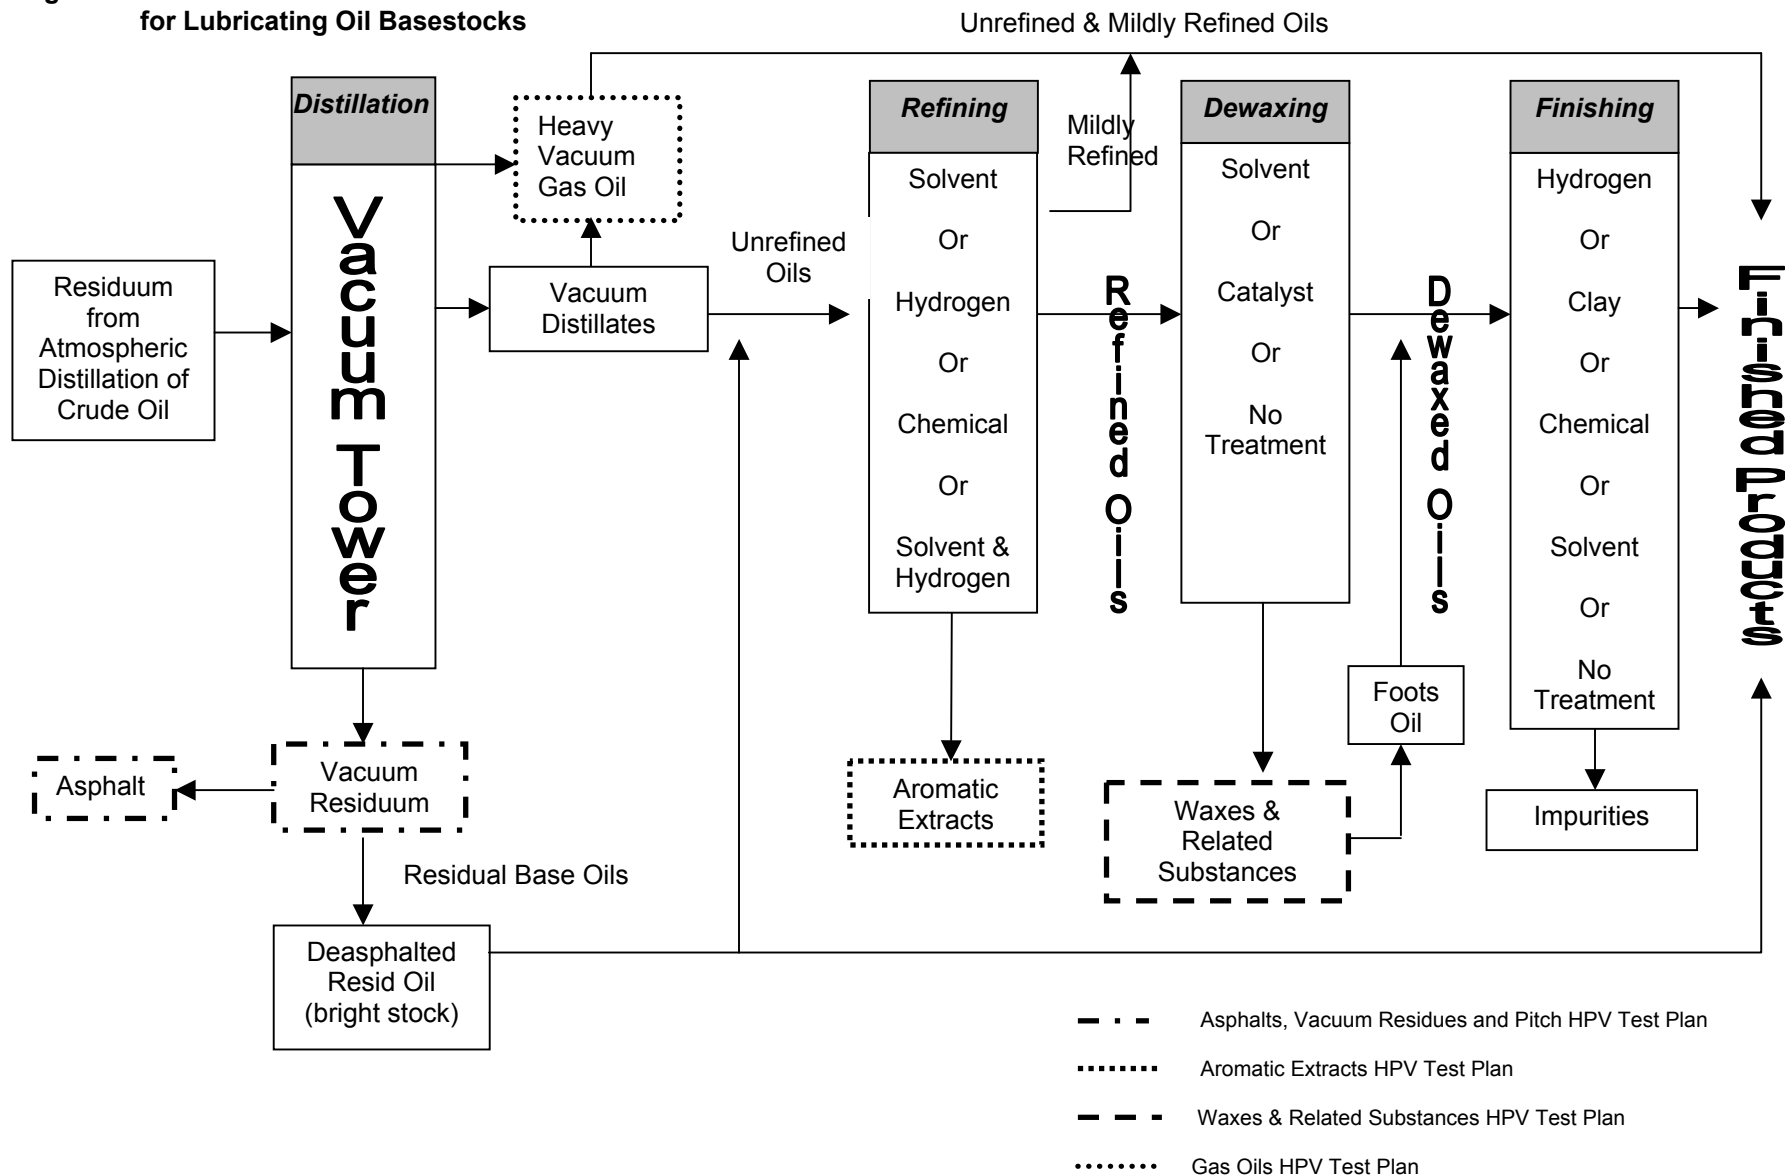 for Lubricating Oil Basestocks
Unrefined & Mildly Refined Oils
Distillation
Vacuum Tower
Heavy
Vacuum
Gas Oil
Residuum
from
Atmospheric
Distillation of
Crude Oil
Vacuum
Distillates
Unrefined
Oils
Refining
Solvent
Or
Hydrogen
Or
Chemical
Or
Solvent &
Hydrogen
Mildly
Refined
Refined Oils
Dewaxing
Solvent
Or
Catalyst
Or
No
Treatment
Dewaxed Oils
Finishing
Hydrogen
Or
Clay
Or
Chemical
Or
Solvent
Or
No
Treatment
Finished Products
Foots
Oil
Asphalt
Vacuum
Residuum
Aromatic
Extracts
Waxes &
Related
Substances
Impurities
Residual Base Oils
Deasphalted
Resid Oil
(bright stock)
Asphalts, Vacuum Residues and Pitch HPV Test Plan
Aromatic Extracts HPV Test Plan
Waxes & Related Substances HPV Test Plan
Gas Oils HPV Test Plan